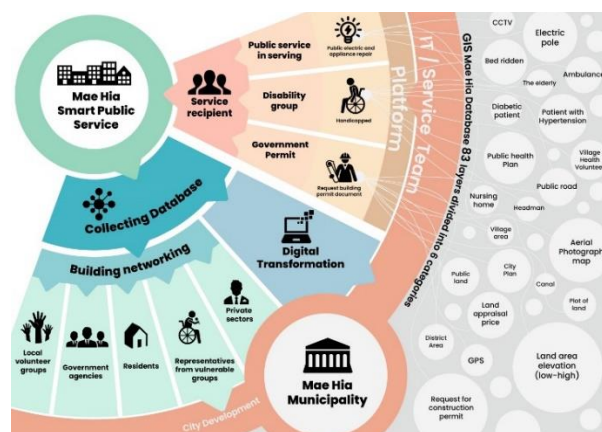 Mae Hia
Smart Public
Service
Service
recipient
Public service
in serving
Public electric and
appliance repair
Disability
group
Handicapped
Government
Permit
Request building
permit document
Platform
IT / Service Team
GIS Mae Hia Database 83 layers divided into 6 categories
Collecting Database
Digital
Transformation
Building networking
Local
volunteer
groups
Government
agencies
Residents
Representatives
from vulnerable
groups
Private
sectors
Mae Hia
Municipality
City Development
CCTV
Electric
pole
Bed ridden
Ambulance
The elderly
Diabetic
patient
Patient with
Hypertension
Village
Health
Volunteer
Public health
Plan
Public road
Nursing
home
Headman
Village
area
Aerial
Photograph
map
Public
land
City
Plan
Canal
Plot of
land
Land
appraisal
price
District
Area
GPS
Land area
elevation
(low-high)
Request for
construction
permit